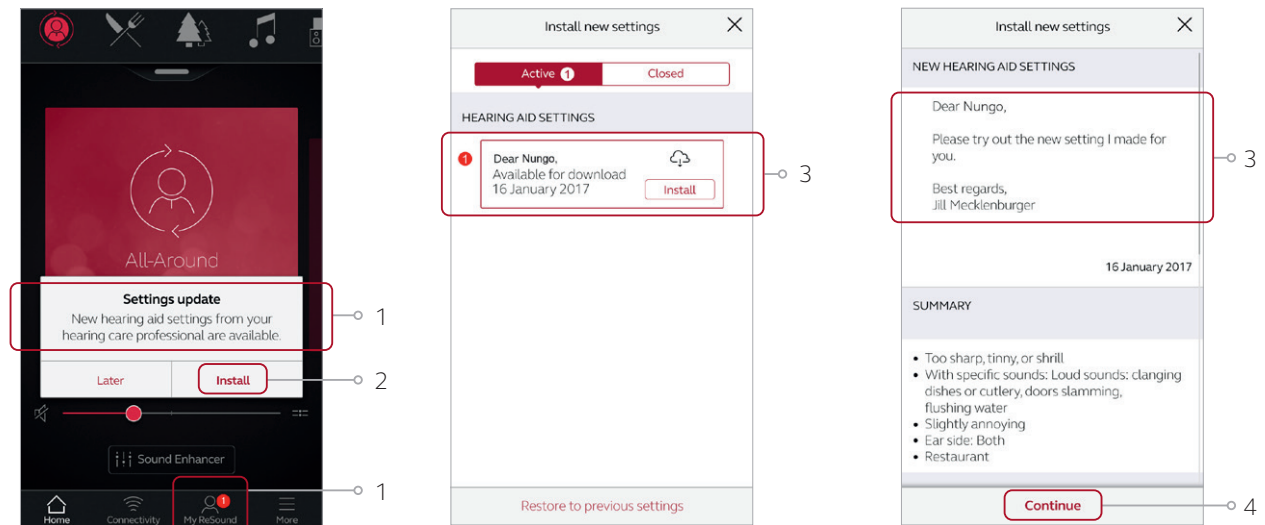 All-Around
Settings update
New hearing aid settings from your
hearing care professional are available.
Later
Install
Sound Enhancer
Home
Connectivity
My ReSound
1
More
1
2
1
Install new settings
Active 1
Closed
HEARING AID SETTINGS
1
Dear Nungo,
Available for download
16 January 2017
Install
3
Restore to previous settings
Install new settings
NEW HEARING AID SETTINGS
Dear Nungo,
Please try out the new setting I made for
you.
Best regards,
Jill Mecklenburger
3
16 January 2017
SUMMARY
• Too sharp, tinny, or shrill
• With specific sounds: Loud sounds: clanging
dishes or cutlery, doors slamming,
flushing water
• Slightly annoying
• Ear side: Both
• Restaurant
Continue
4